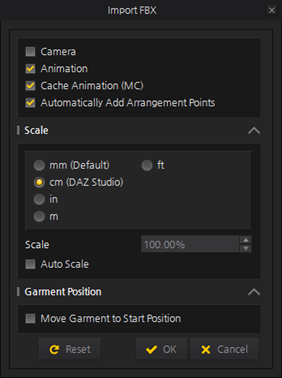 Import FBX
Camera
Animation
Cache Animation (MC)
Automatically Add Arrangement Points
Scale
mm (Default)
ft
cm (DAZ Studio)
in
m
Scale
100.00%
Auto Scale
Garment Position
Move Garment to Start Position
Reset
OK
Cancel